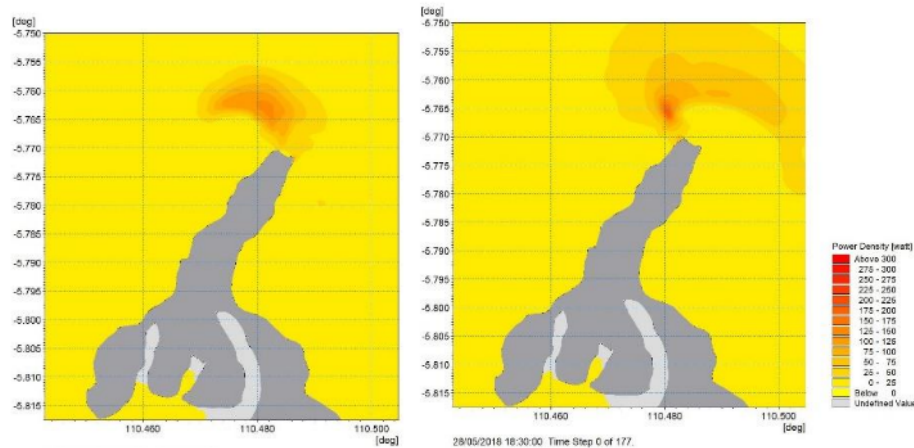 [deg]
-5.750
-5.755
-5.760
-5.765
-5.770
-5.775
-5.780
-5.785
-5.790
-5.795
-5.800
-5.805
-5.810
-5.815
110.460
110.480
110.500
[deg]
[deg]
-5.750
-5.755
-5.760
-5.765
-5.770
-5.775
-5.780
-5.785
-5.790
-5.795
-5.800
-5.805
-5.810
-5.815
110.460
110.480
110.500
[deg]
28/05/2018 18:30:00 Time Step 0 of 177.
Power Density [watt]
Above 300
275 - 300
250 - 275
225 - 250
200 - 225
175 - 200
150 - 175
125 - 150
100 - 125
75 - 100
50 - 75
25 - 50
0 - 25
Below 0
Undefined Value